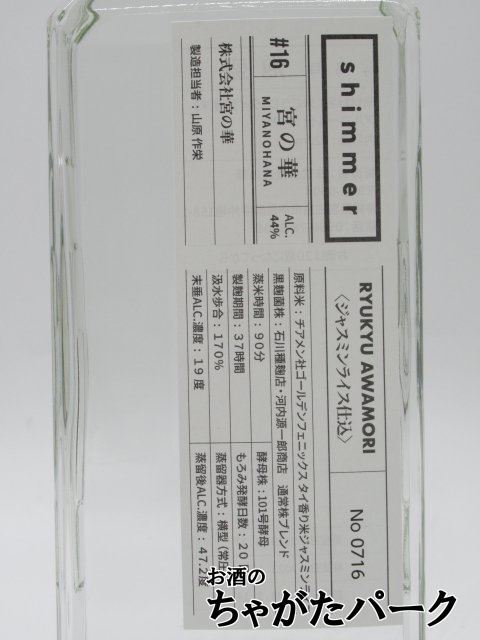 shimmer
#16
宮の華
MIYANOHANA
ALC.
44%
株式会社宮の華
製造担当者：山原 作栄
RYUKYU AWAMORI
〈ジャスミンライス仕込〉
No. 0716
原料米：チアメン社ゴールデンフェニックス タイ香り米ジャスミンラ
黒麹菌株：石川種麹店・河内源一郎商店 通常株ブレンド
蒸米時間：90分
酵母株：101号酵母
製麹期間：37時間
もろみ発酵日数：20
汲水歩合：170%
蒸留器方式：横型（常圧
末垂ALC.濃度：19度
蒸留後ALC.濃度：47.2度
お酒の
ちゃがたパーク